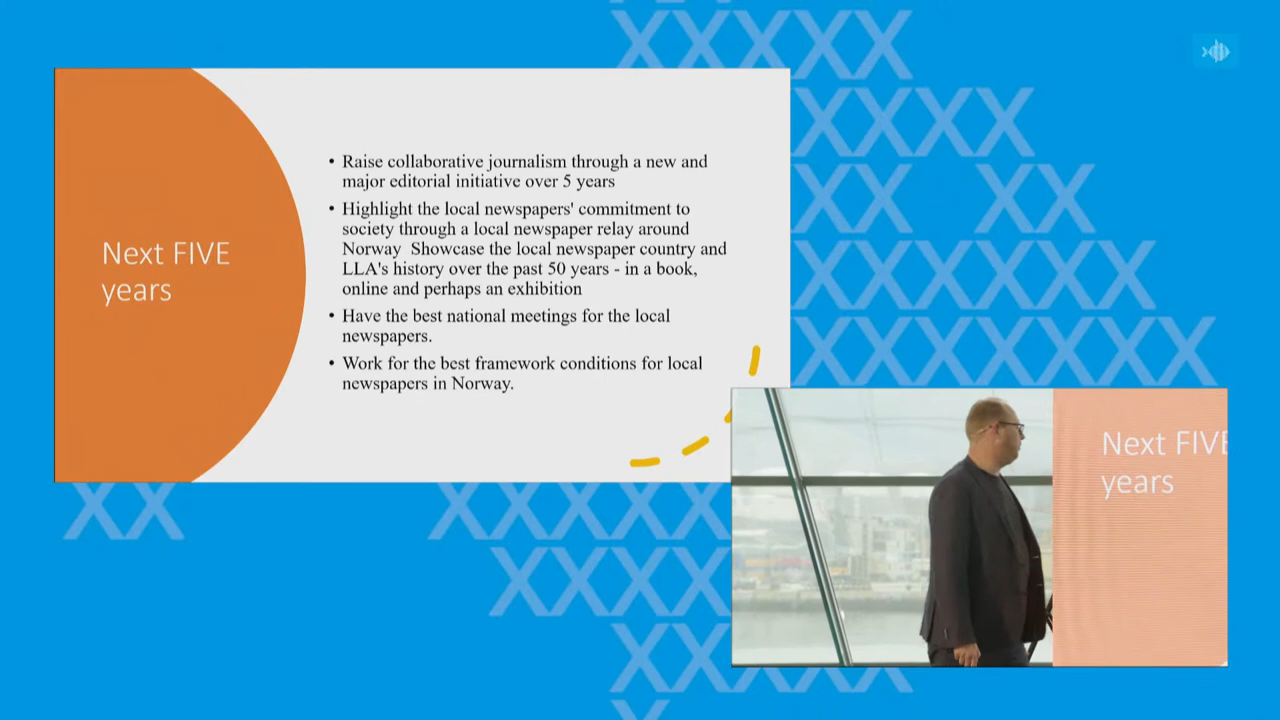 Next FIVE
years
• Raise collaborative journalism through a new and
major editorial initiative over 5 years
• Highlight the local newspapers' commitment to
society through a local newspaper relay around
Norway  Showcase the local newspaper country and
LLA's history over the past 50 years - in a book,
online and perhaps an exhibition
• Have the best national meetings for the local
newspapers.
• Work for the best framework conditions for local
newspapers in Norway.
Next FIVE
years